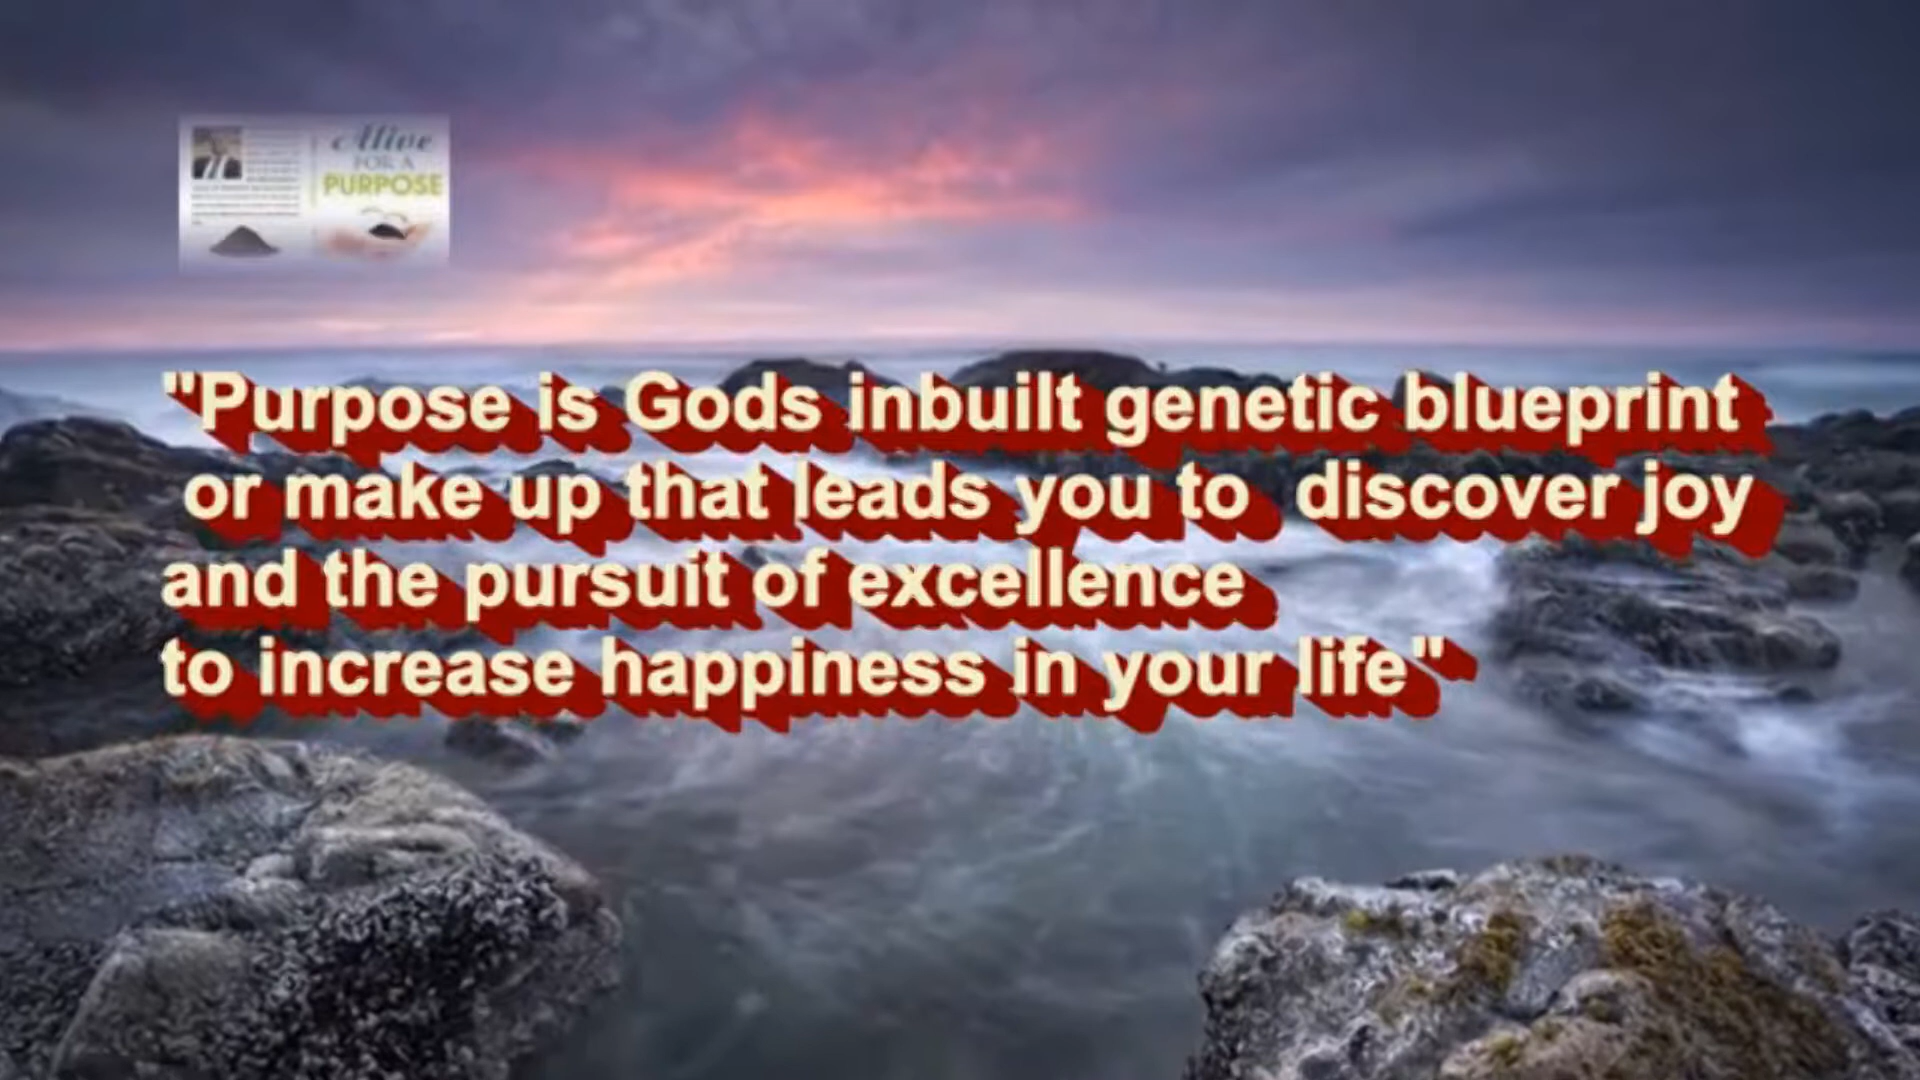 Alive
FOR A
PURPOSE
"Purpose is Gods inbuilt genetic blueprint
or make up that leads you to discover joy
and the pursuit of excellence
to increase happiness in your life"